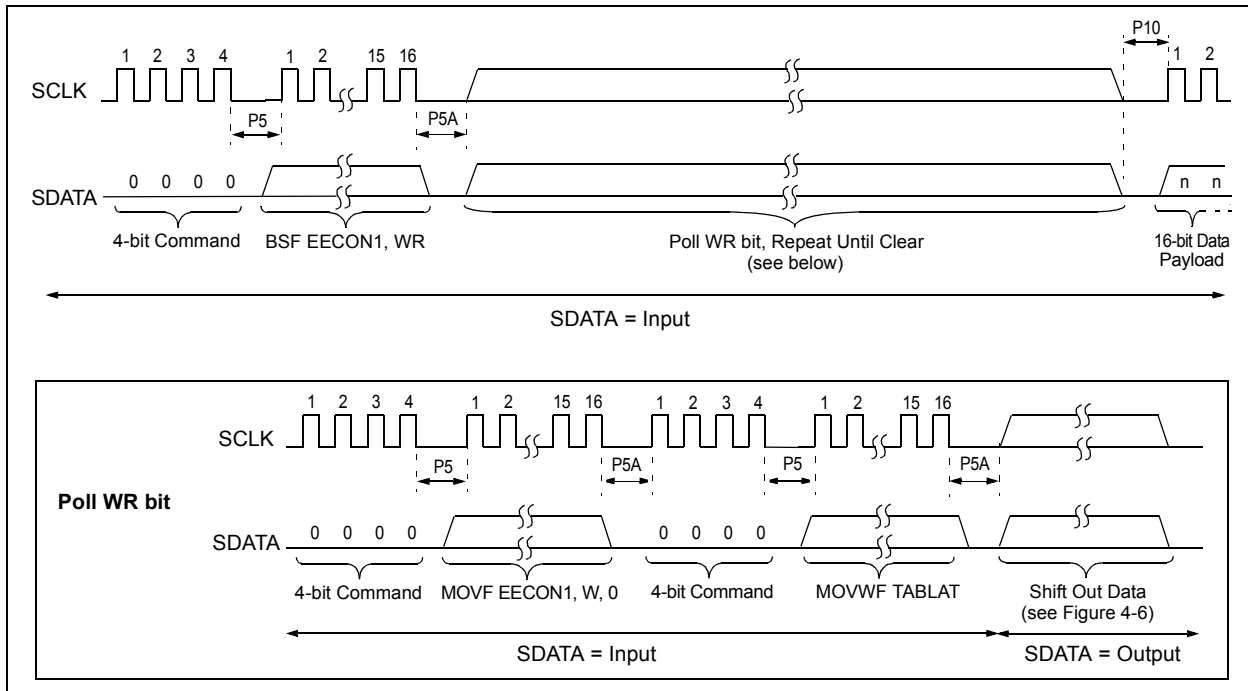 P10
1 2 3 4 1 2 15 16 1 2
SCLK
P5 P5A
0 0 0 0 n n
SDATA
4-bit Command BSF EECON1, WR Poll WR bit, Repeat Until Clear 16-bit Data
(see below) Payload
SDATA = Input
1 2 3 4 1 2 15 16 1 2 3 4 1 2 15 16
SCLK
P5 P5A P5 P5A
Poll WR bit
0 0 0 0 0 0 0 0
SDATA
4-bit Command MOVF EECON1, W, 0 4-bit Command MOVWF TABLAT Shift Out Data
(see Figure 4-6)
SDATA = Input SDATA = Output